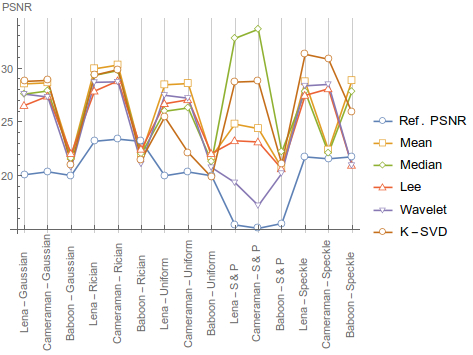 PSNR
30
25
20
Ref. PSNR
Mean
Median
Lee
Wavelet
K-SVD
Lena-Gaussian
Cameraman-Gaussian
Baboon-Gaussian
Lena-Rician
Cameraman-Rician
Baboon-Rician
Lena-Uniform
Cameraman-Uniform
Baboon-Uniform
Lena-S & P
Cameraman-S & P
Baboon-S & P
Lena-Speckle
Cameraman-Speckle
Baboon-Speckle